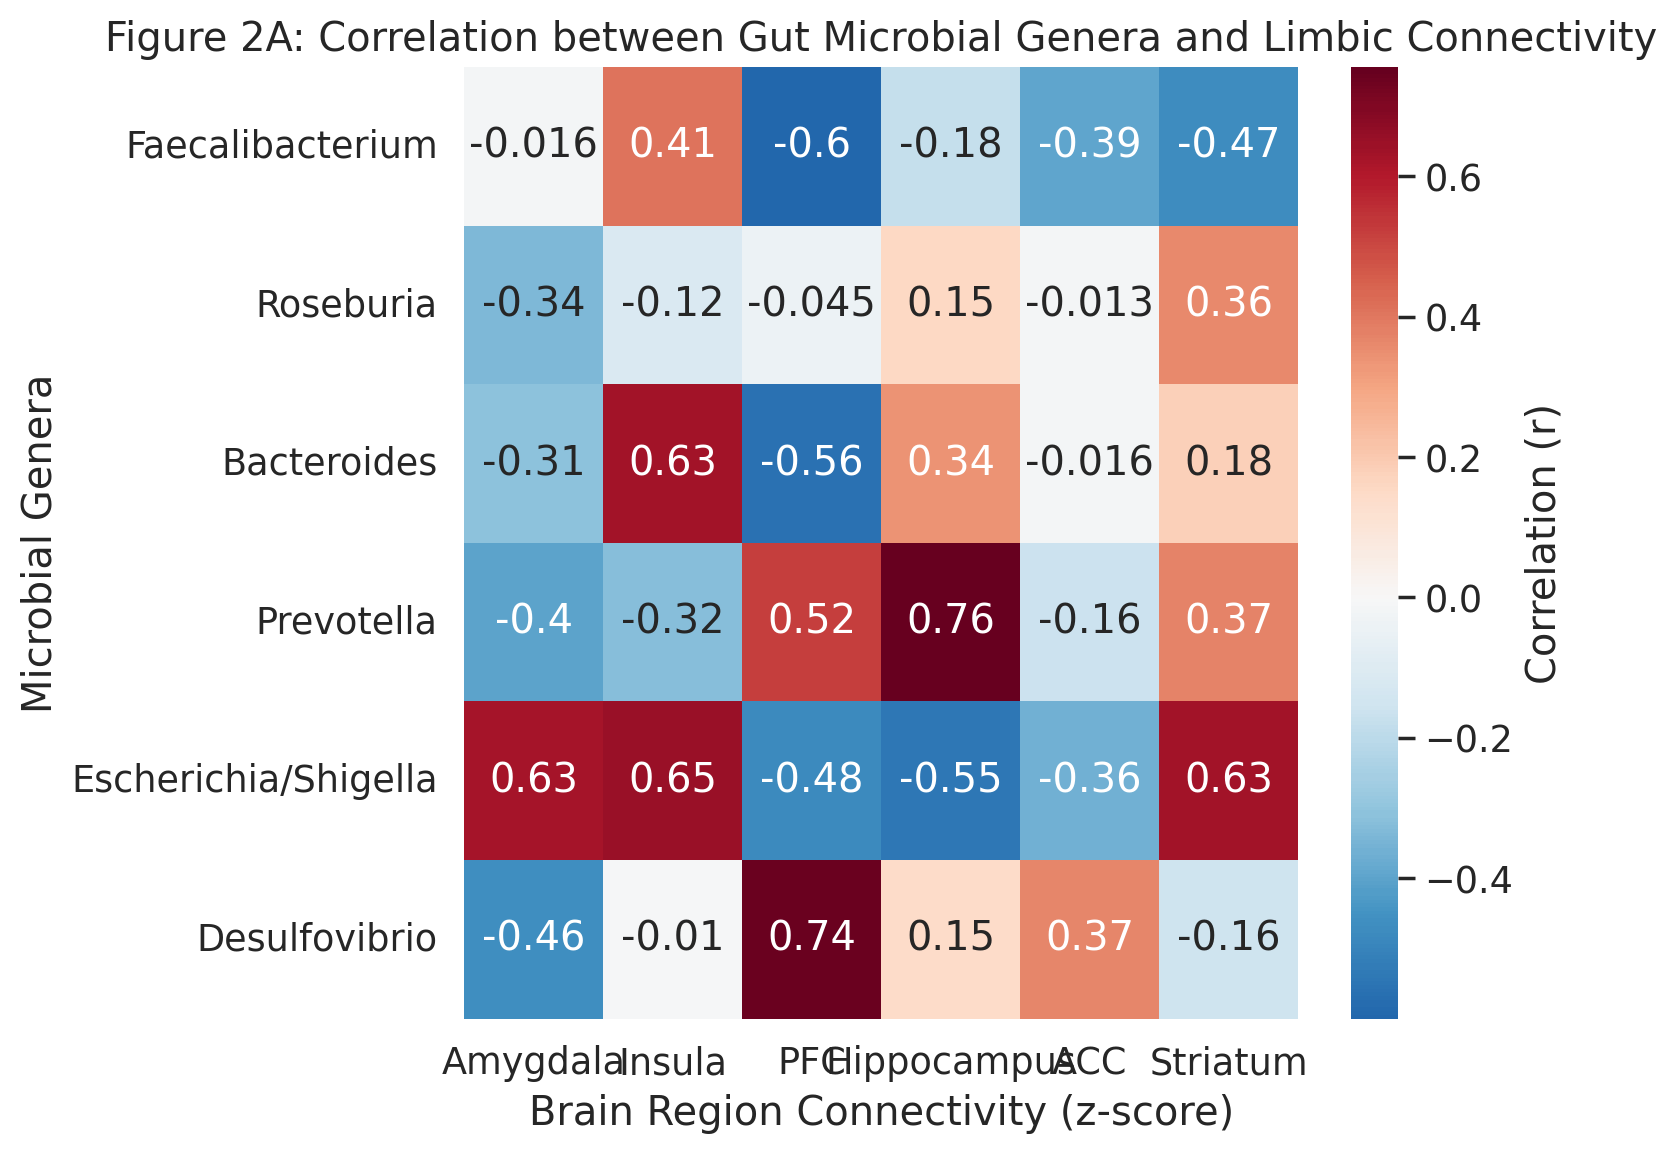 Figure 2A: Correlation between Gut Microbial Genera and Limbic Connectivity
Microbial Genera
Faecalibacterium -0.016 0.41 -0.6 -0.18 -0.39 -0.47
Roseburia -0.34 -0.12 -0.045 0.15 -0.013 0.36
Bacteroides -0.31 0.63 -0.56 0.34 -0.016 0.18
Prevotella -0.4 -0.32 0.52 0.76 -0.16 0.37
Escherichia/Shigella 0.63 0.65 -0.48 -0.55 -0.36 0.63
Desulfovibrio -0.46 -0.01 0.74 0.15 0.37 -0.16
Amygdala Insula PFC Hippocampus ACC Striatum
Brain Region Connectivity (z-score)
0.6
0.4
0.2
0.0
−0.2
−0.4
Correlation (r)